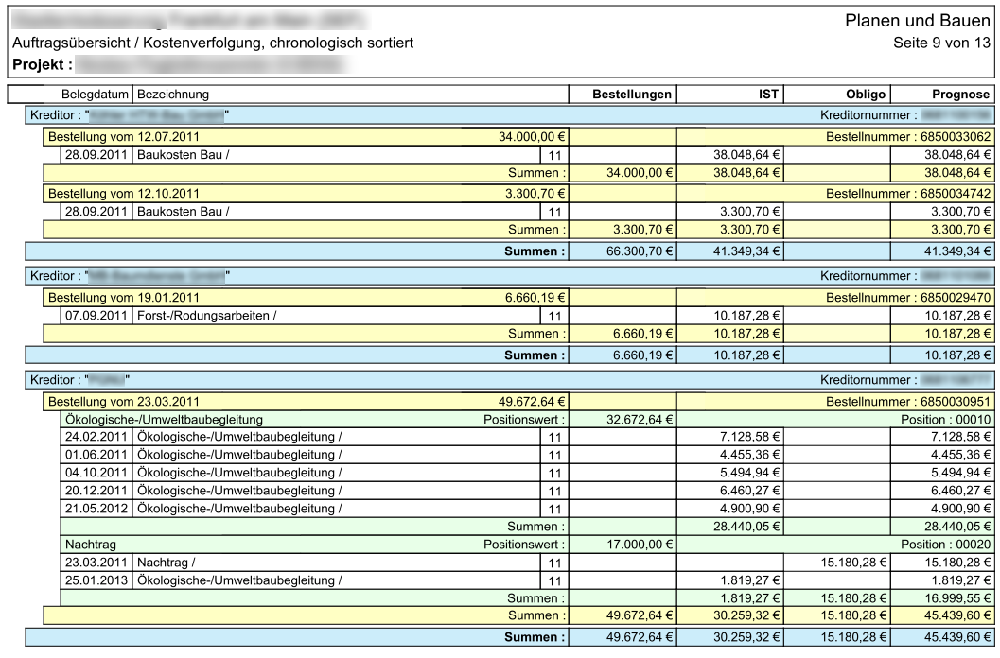 Planen und Bauen
Auftragsübersicht / Kostenverfolgung, chronologisch sortiert Seite 9 von 13
Projekt :
Belegdatum Bezeichnung Bestellungen IST Obligo Prognose
Kreditor : " " Kreditornummer :
Bestellung vom 12.07.2011 34.000,00 € Bestellnummer : 6850033062
28.09.2011 Baukosten Bau / 11 38.048,64 € 38.048,64 €
Summen : 34.000,00 € 38.048,64 € 38.048,64 €
Bestellung vom 12.10.2011 3.300,70 € Bestellnummer : 6850034742
28.09.2011 Baukosten Bau / 11 3.300,70 € 3.300,70 €
Summen : 3.300,70 € 3.300,70 € 3.300,70 €
Summen : 66.300,70 € 41.349,34 € 41.349,34 €
Kreditor : " " Kreditornummer :
Bestellung vom 19.01.2011 6.660,19 € Bestellnummer : 6850029470
07.09.2011 Forst-/Rodungsarbeiten / 11 10.187,28 € 10.187,28 €
Summen : 6.660,19 € 10.187,28 € 10.187,28 €
Summen : 6.660,19 € 10.187,28 € 10.187,28 €
Kreditor : " " Kreditornummer :
Bestellung vom 23.03.2011 49.672,64 € Bestellnummer : 6850030951
Ökologische-/Umweltbaubegleitung Positionswert : 32.672,64 € Position : 00010
24.02.2011 Ökologische-/Umweltbaubegleitung / 11 7.128,58 € 7.128,58 €
01.06.2011 Ökologische-/Umweltbaubegleitung / 11 4.455,36 € 4.455,36 €
04.10.2011 Ökologische-/Umweltbaubegleitung / 11 5.494,94 € 5.494,94 €
20.12.2011 Ökologische-/Umweltbaubegleitung / 11 6.460,27 € 6.460,27 €
21.05.2012 Ökologische-/Umweltbaubegleitung / 11 4.900,90 € 4.900,90 €
Summen : 28.440,05 € 28.440,05 €
Nachtrag Positionswert : 17.000,00 € Position : 00020
23.03.2011 Nachtrag / 11 15.180,28 € 15.180,28 €
25.01.2013 Ökologische-/Umweltbaubegleitung / 11 1.819,27 € 1.819,27 €
Summen : 1.819,27 € 15.180,28 € 16.999,55 €
Summen : 49.672,64 € 30.259,32 € 15.180,28 € 45.439,60 €
Summen : 49.672,64 € 30.259,32 € 15.180,28 € 45.439,60 €